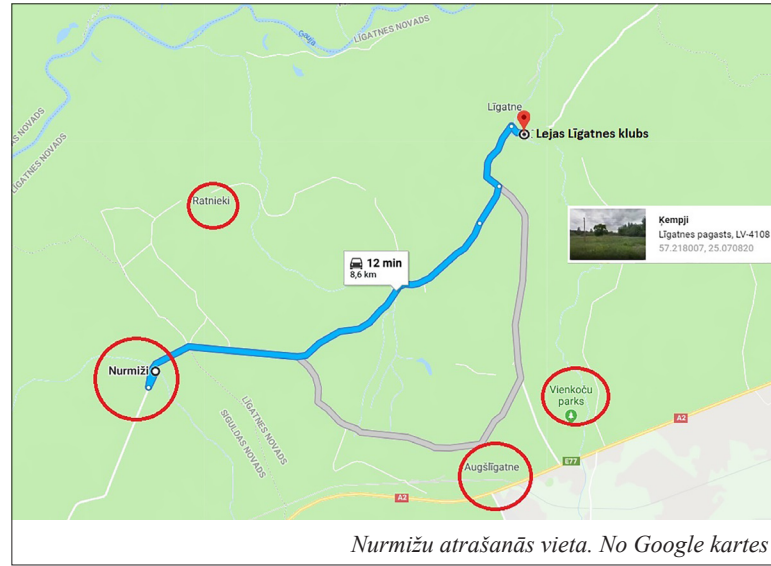 Gauja
LĪGATNES NOVADS
AS NOVADS
LĪGATNES NOVADS
Līgatne
Lejas Līgatnes klubs
Ratnieki
Ķempji
Līgatnes pagasts, LV-4108
57.218007, 25.070820
12 min
8,6 km
Nurmiži
LĪGATNES NOVADS
SIGULDAS NOVADS
Vienkoču
parks
A2
E77
Augšlīgatne
A2
Nurmižu atrašanās vieta. No Google kartes